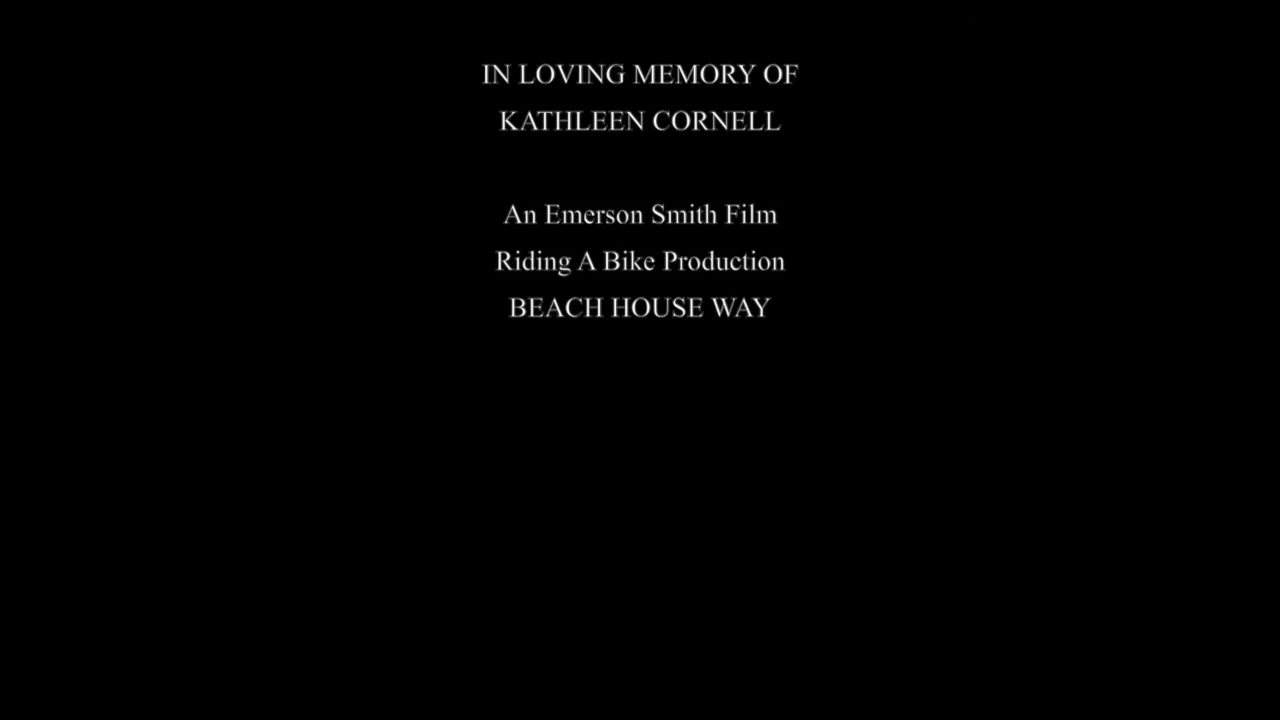 IN LOVING MEMORY OF
KATHLEEN CORNELL
An Emerson Smith Film
Riding A Bike Production
BEACH HOUSE WAY